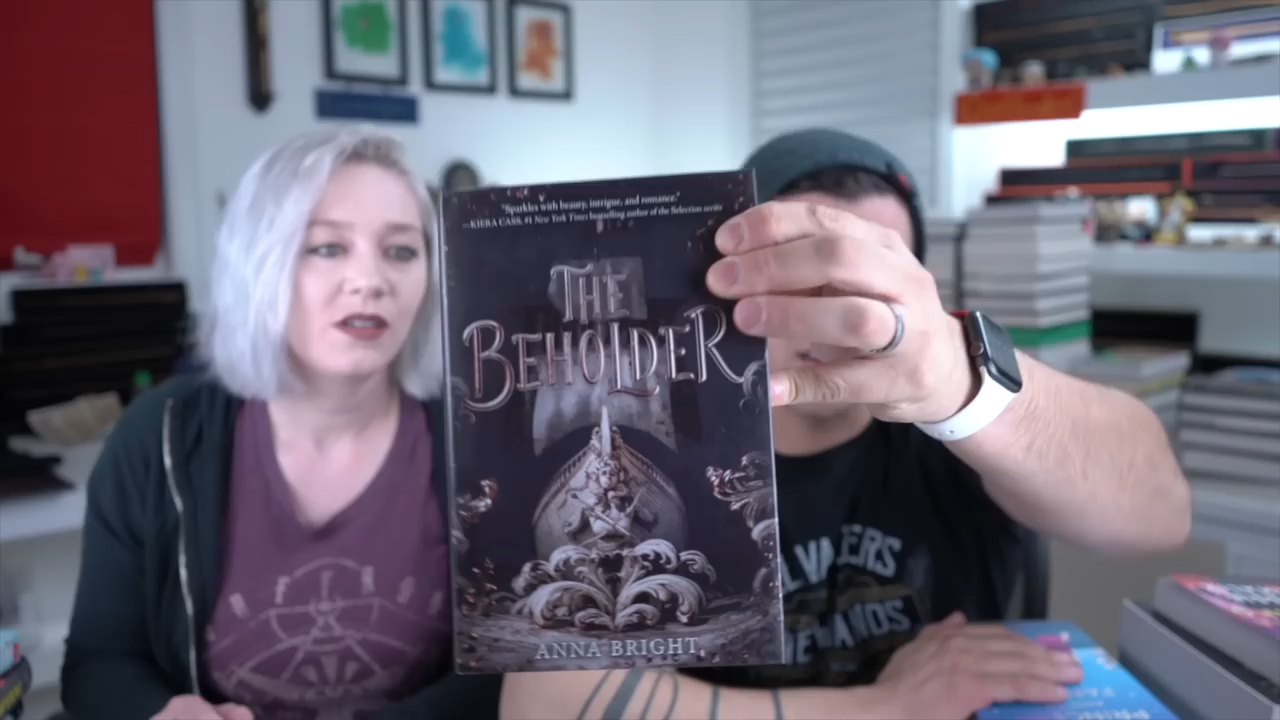 "Sparkles with beauty, intrigue, and romance."
—KIERA CASS, #1 New York Times bestselling author of the Selection series
THE
BEHOLDER
ANNA BRIGHT